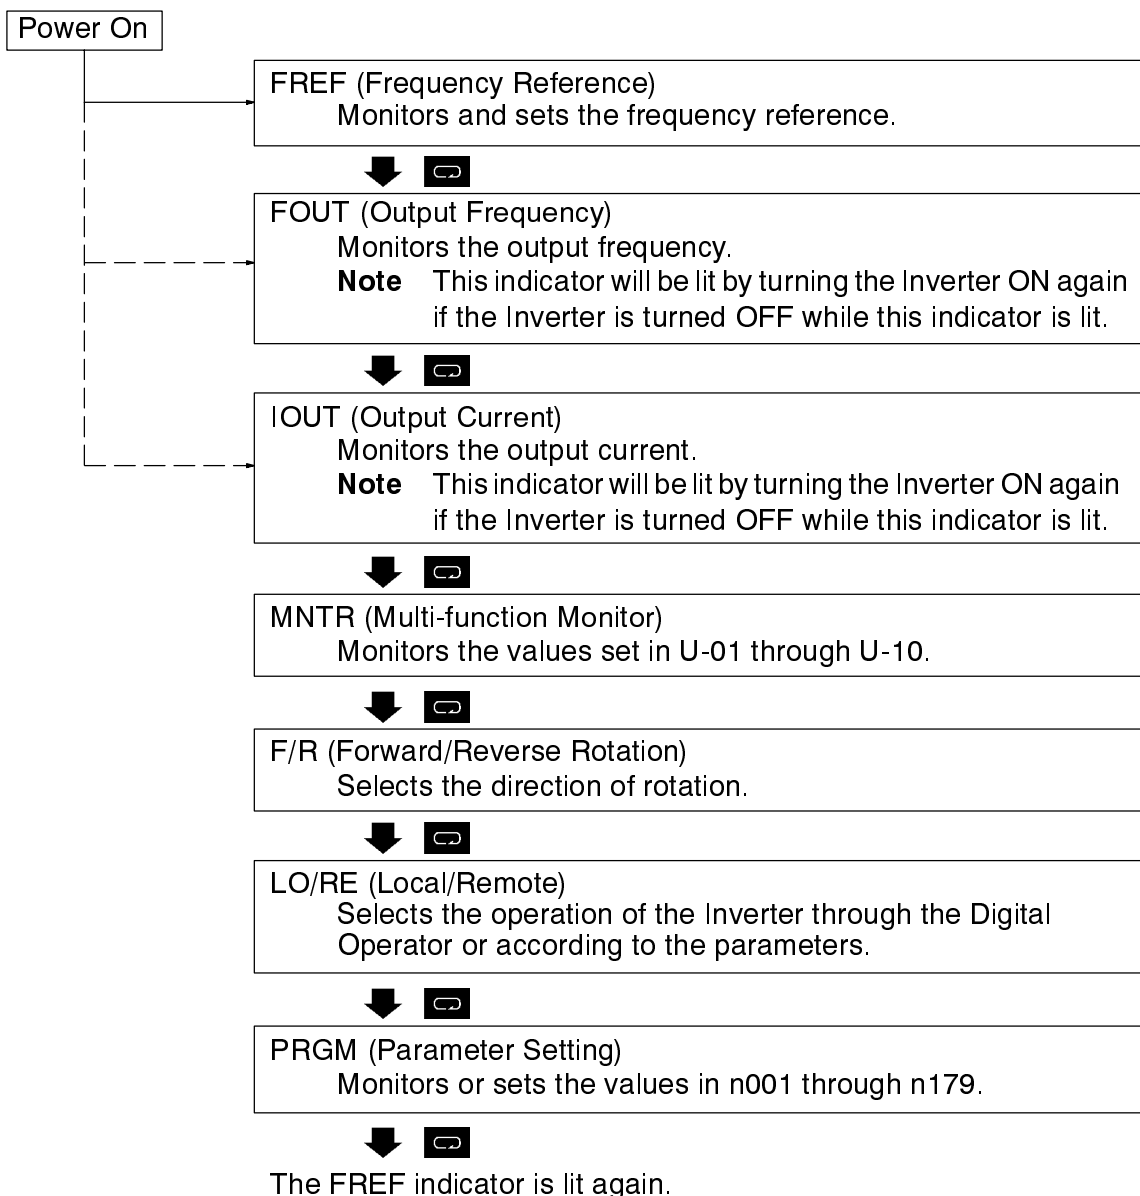 Power On
FREF (Frequency Reference)
Monitors and sets the frequency reference.
FOUT (Output Frequency)
Monitors the output frequency.
Note This indicator will be lit by turning the Inverter ON again
if the Inverter is turned OFF while this indicator is lit.
IOUT (Output Current)
Monitors the output current.
Note This indicator will be lit by turning the Inverter ON again
if the Inverter is turned OFF while this indicator is lit.
MNTR (Multi-function Monitor)
Monitors the values set in U-01 through U-10.
F/R (Forward/Reverse Rotation)
Selects the direction of rotation.
LO/RE (Local/Remote)
Selects the operation of the Inverter through the Digital
Operator or according to the parameters.
PRGM (Parameter Setting)
Monitors or sets the values in n001 through n179.
The FREF indicator is lit again.